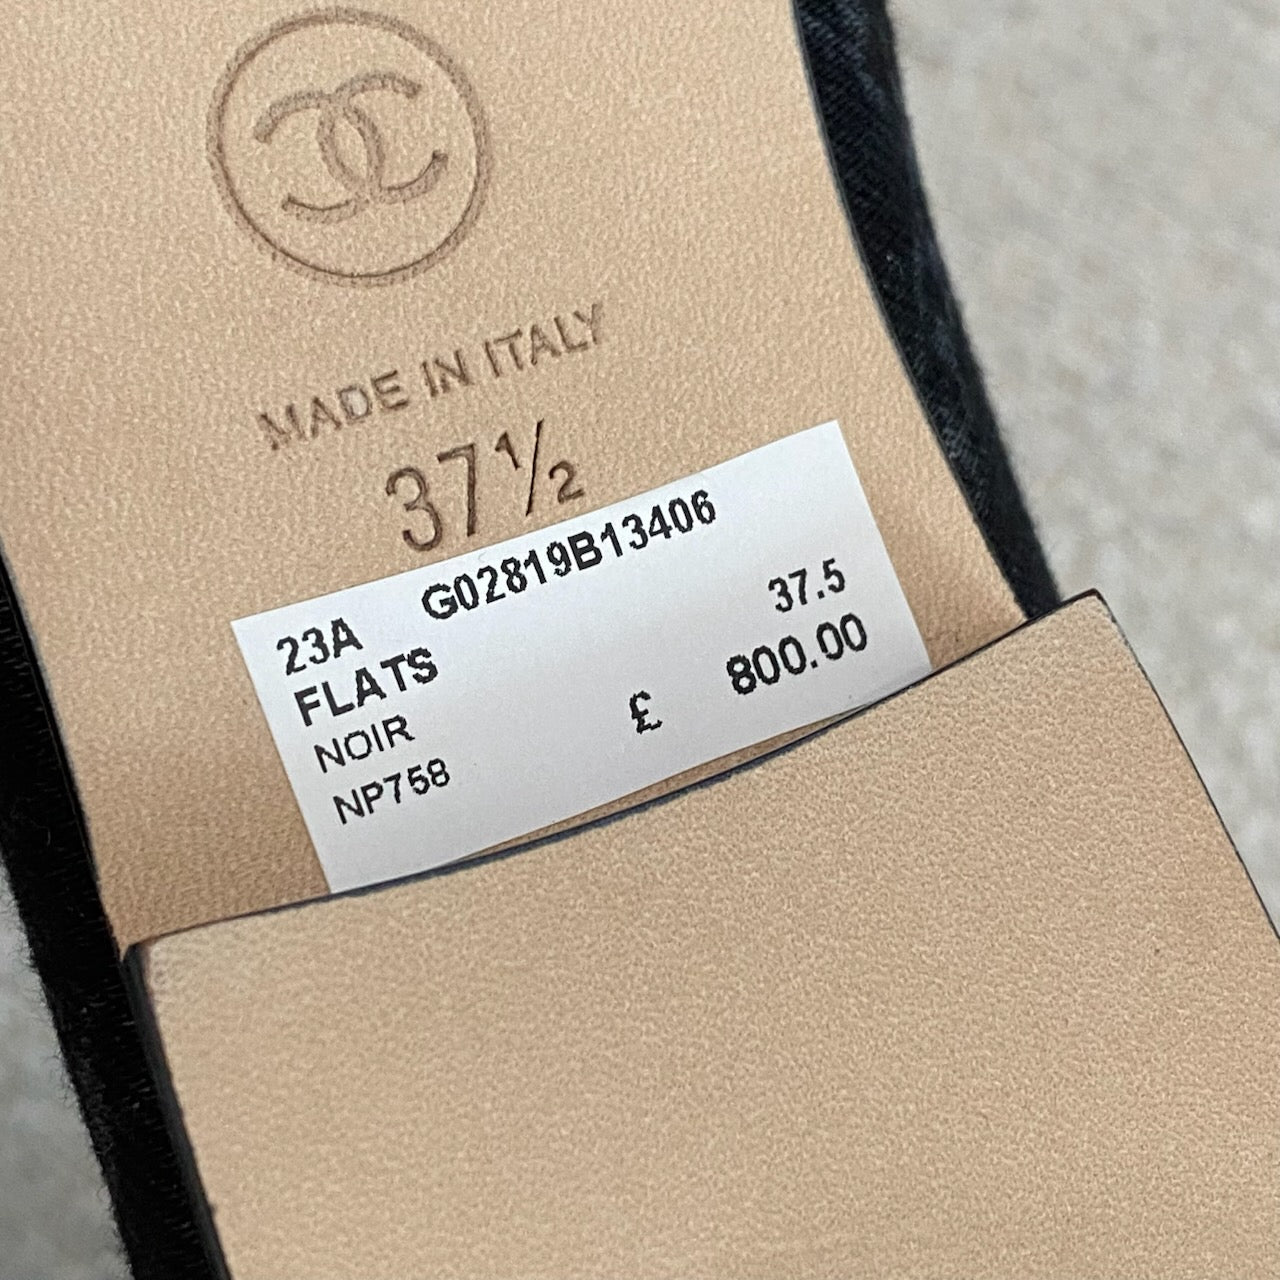 MADE IN ITALY
37½
23A G02819B13406
FLATS 37.5
NOIR £ 800.00
NP758